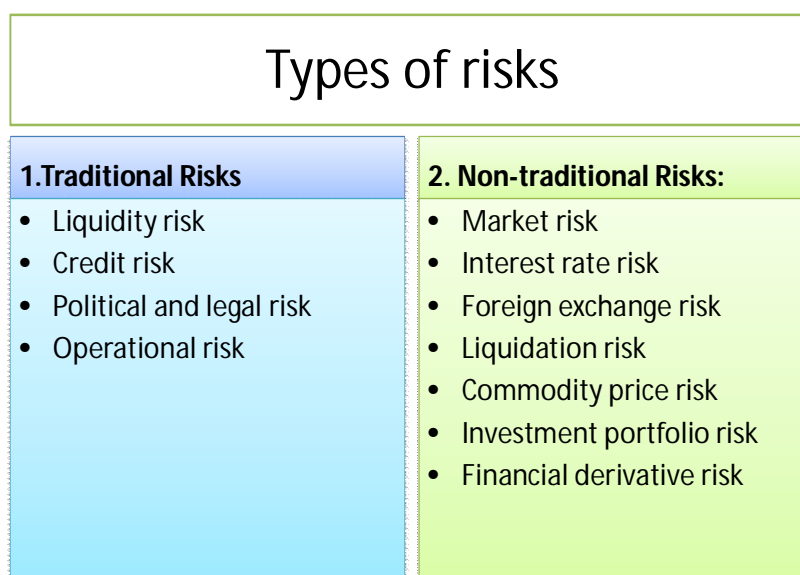 Types of risks
1.Traditional Risks
• Liquidity risk
• Credit risk
• Political and legal risk
• Operational risk
2. Non-traditional Risks:
• Market risk
• Interest rate risk
• Foreign exchange risk
• Liquidation risk
• Commodity price risk
• Investment portfolio risk
• Financial derivative risk